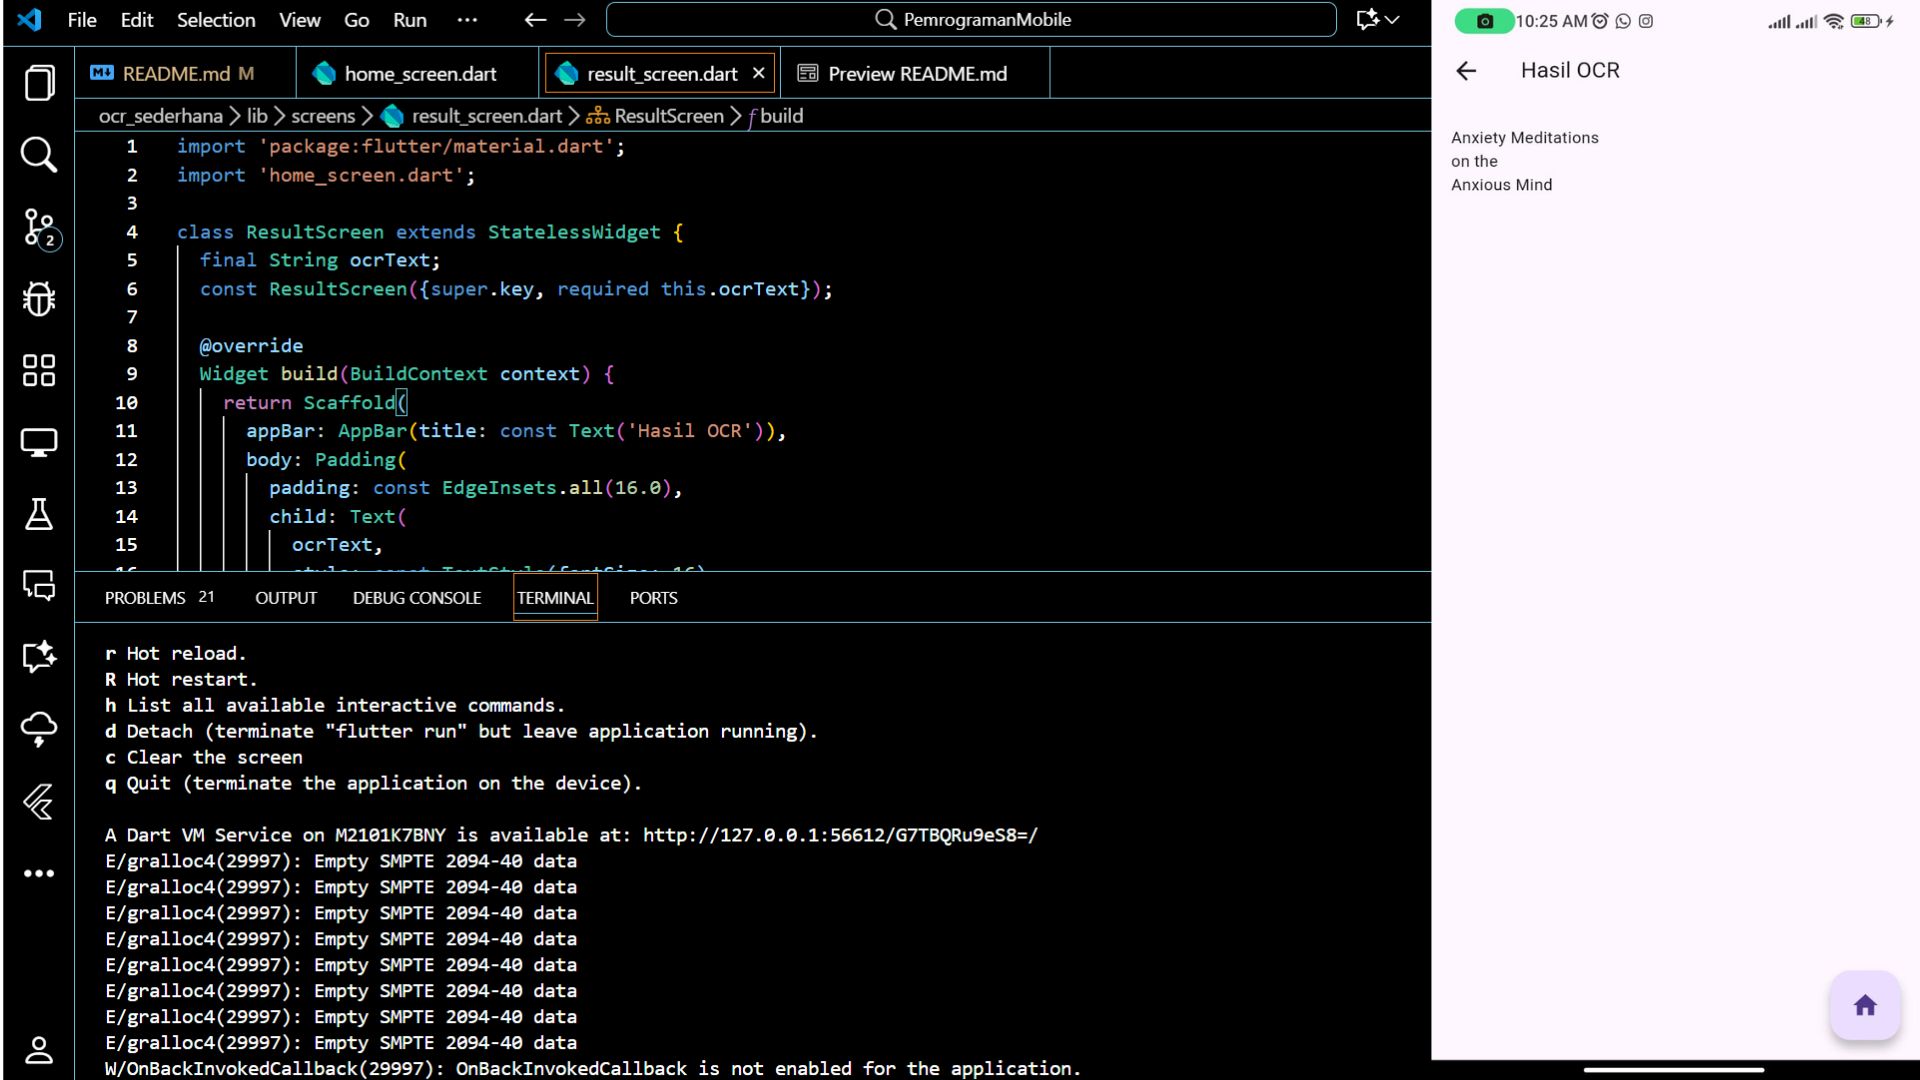 File Edit Selection View Go Run ··· PemrogramanMobile
README.md M home_screen.dart result_screen.dart Preview README.md
ocr_sederhana > lib > screens > result_screen.dart > ResultScreen > build
1 import 'package:flutter/material.dart';
2 import 'home_screen.dart';
3
4 class ResultScreen extends StatelessWidget {
5 final String ocrText;
6 const ResultScreen({super.key, required this.ocrText});
7
8 @override
9 Widget build(BuildContext context) {
10 return Scaffold(
11 appBar: AppBar(title: const Text('Hasil OCR')),
12 body: Padding(
13 padding: const EdgeInsets.all(16.0),
14 child: Text(
15 ocrText,
16 style: const TextStyle(fontSize: 16)
2
PROBLEMS 21 OUTPUT DEBUG CONSOLE TERMINAL PORTS
r Hot reload.
R Hot restart.
h List all available interactive commands.
d Detach (terminate "flutter run" but leave application running).
c Clear the screen
q Quit (terminate the application on the device).
A Dart VM Service on M2101K7BNY is available at: http://127.0.0.1:56612/G7TBQRu9eS8=/
E/gralloc4(29997): Empty SMPTE 2094-40 data
E/gralloc4(29997): Empty SMPTE 2094-40 data
E/gralloc4(29997): Empty SMPTE 2094-40 data
E/gralloc4(29997): Empty SMPTE 2094-40 data
E/gralloc4(29997): Empty SMPTE 2094-40 data
E/gralloc4(29997): Empty SMPTE 2094-40 data
E/gralloc4(29997): Empty SMPTE 2094-40 data
E/gralloc4(29997): Empty SMPTE 2094-40 data
W/OnBackInvokedCallback(29997): OnBackInvokedCallback is not enabled for the application.
10:25 AM 48
Hasil OCR
Anxiety Meditations
on the
Anxious Mind